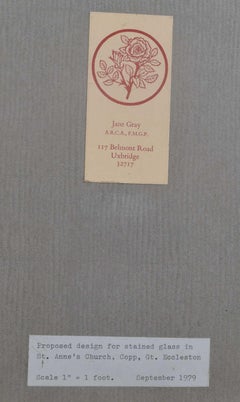 Jane Gray
A.R.C.A., F.M.G.P.
117 Belmont Road
Uxbridge
32717
Proposed design for stained glass in
St. Anne's Church, Copp, Gt. Eccleston
Scale 1" = 1 foot. September 1979